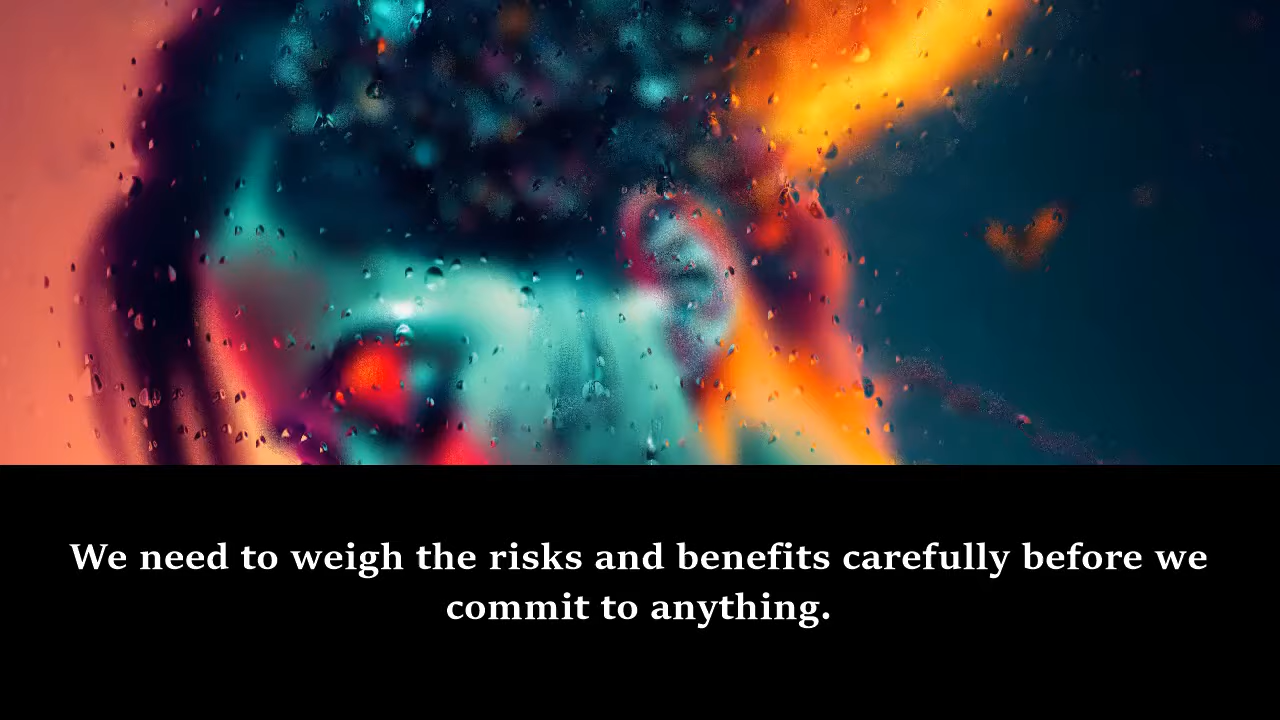 We need to weigh the risks and benefits carefully before we
commit to anything.